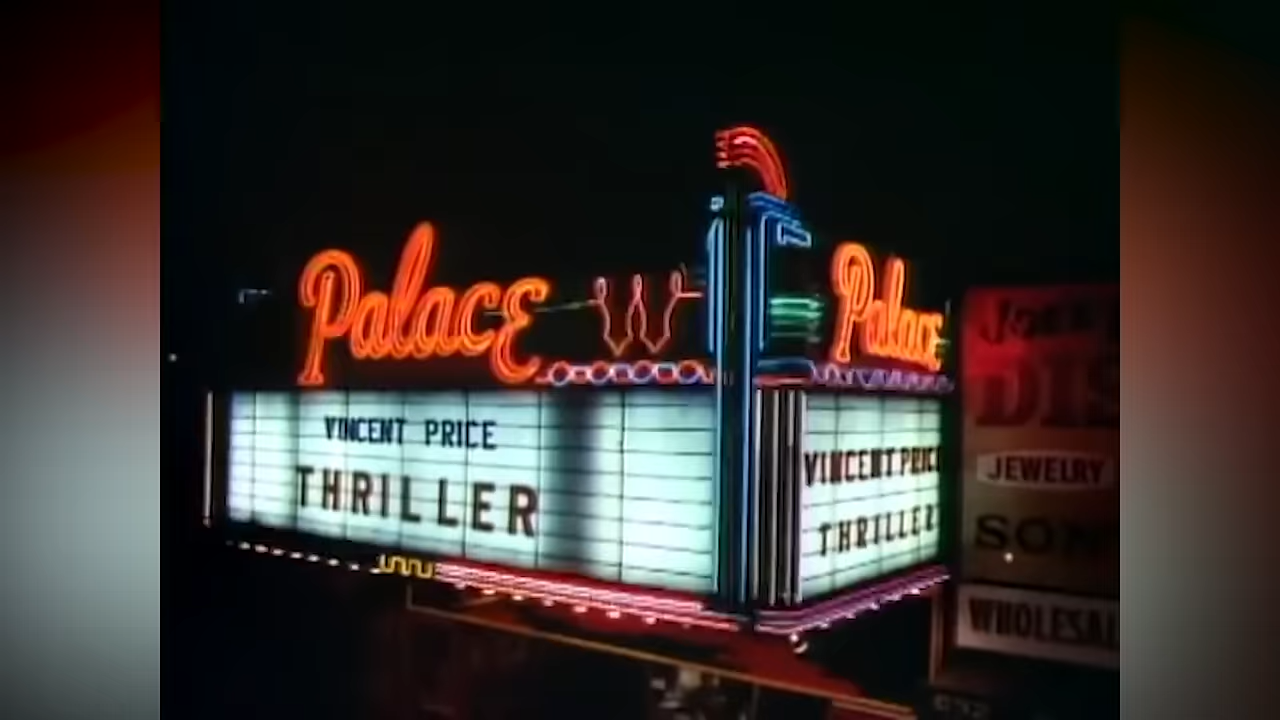 Palace
VINCENT PRICE
THRILLER
Palace
VINCENT PRICE
THRILLER
JEWELRY